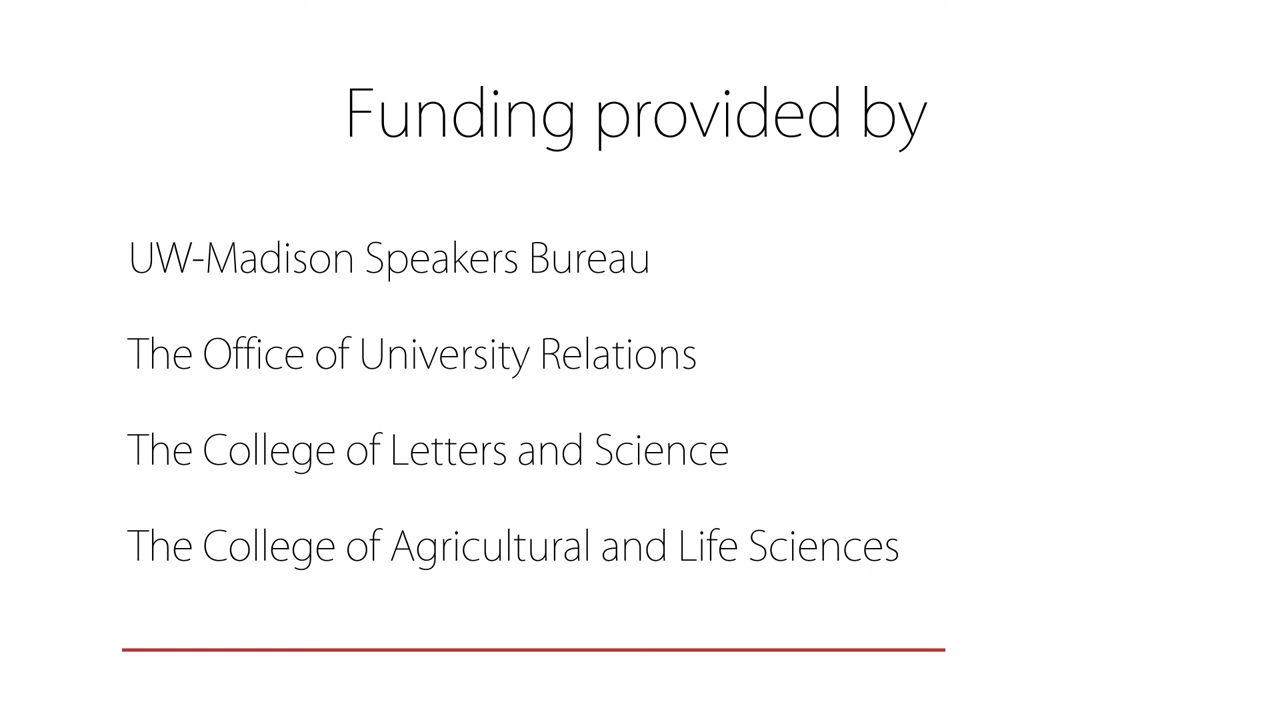 Funding provided by
UW-Madison Speakers Bureau
The Office of University Relations
The College of Letters and Science
The College of Agricultural and Life Sciences